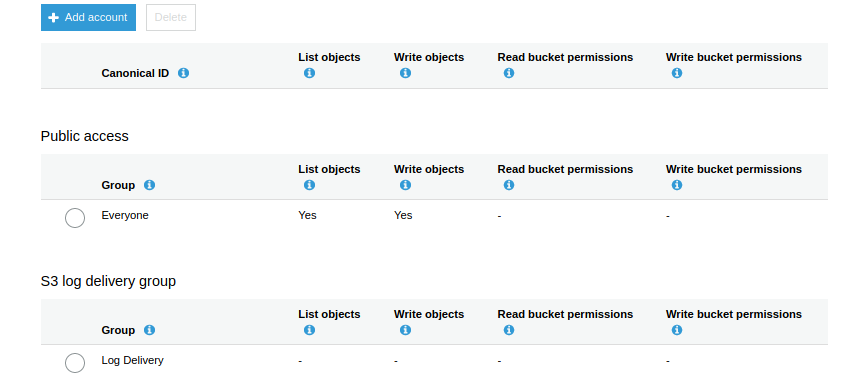 Add account Delete
List objects Write objects Read bucket permissions Write bucket permissions
Canonical ID
Public access
List objects Write objects Read bucket permissions Write bucket permissions
Group
Everyone Yes Yes - -
S3 log delivery group
List objects Write objects Read bucket permissions Write bucket permissions
Group
Log Delivery - - - -